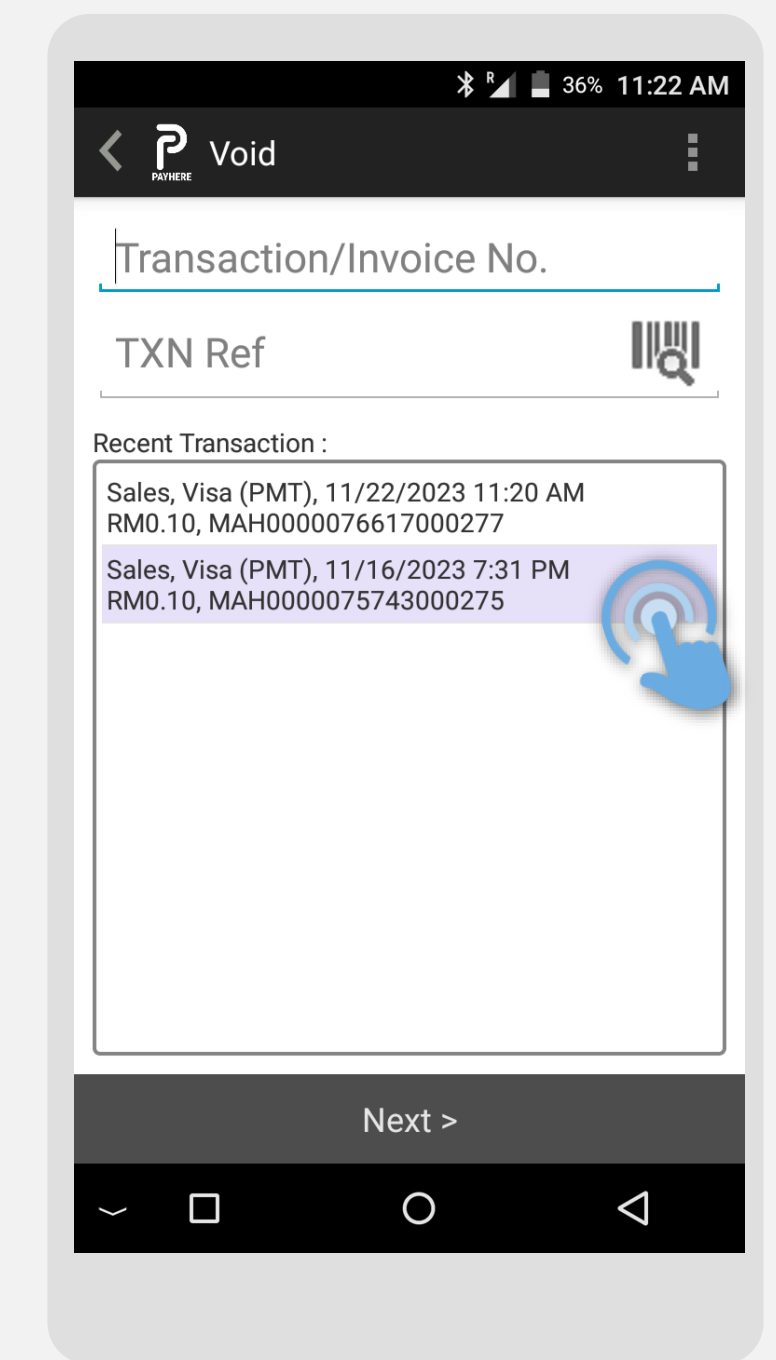 36% 11:22 AM
PAYHERE Void
Transaction/Invoice No.
TXN Ref
Recent Transaction :
Sales, Visa (PMT), 11/22/2023 11:20 AM
RM0.10, MAH0000076617000277
Sales, Visa (PMT), 11/16/2023 7:31 PM
RM0.10, MAH0000075743000275
Next >